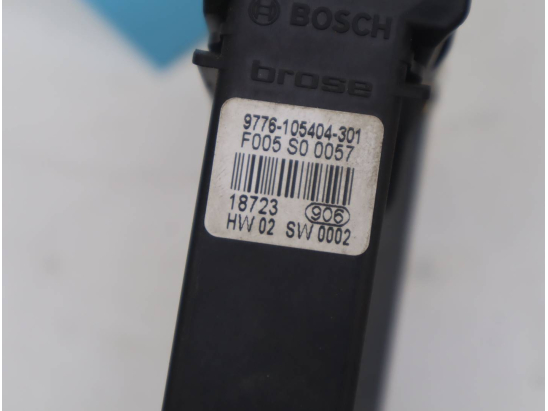 BOSCH
brose
9776-105404-301
F005 S0 0057
18723 906
HW 02 SW 0002